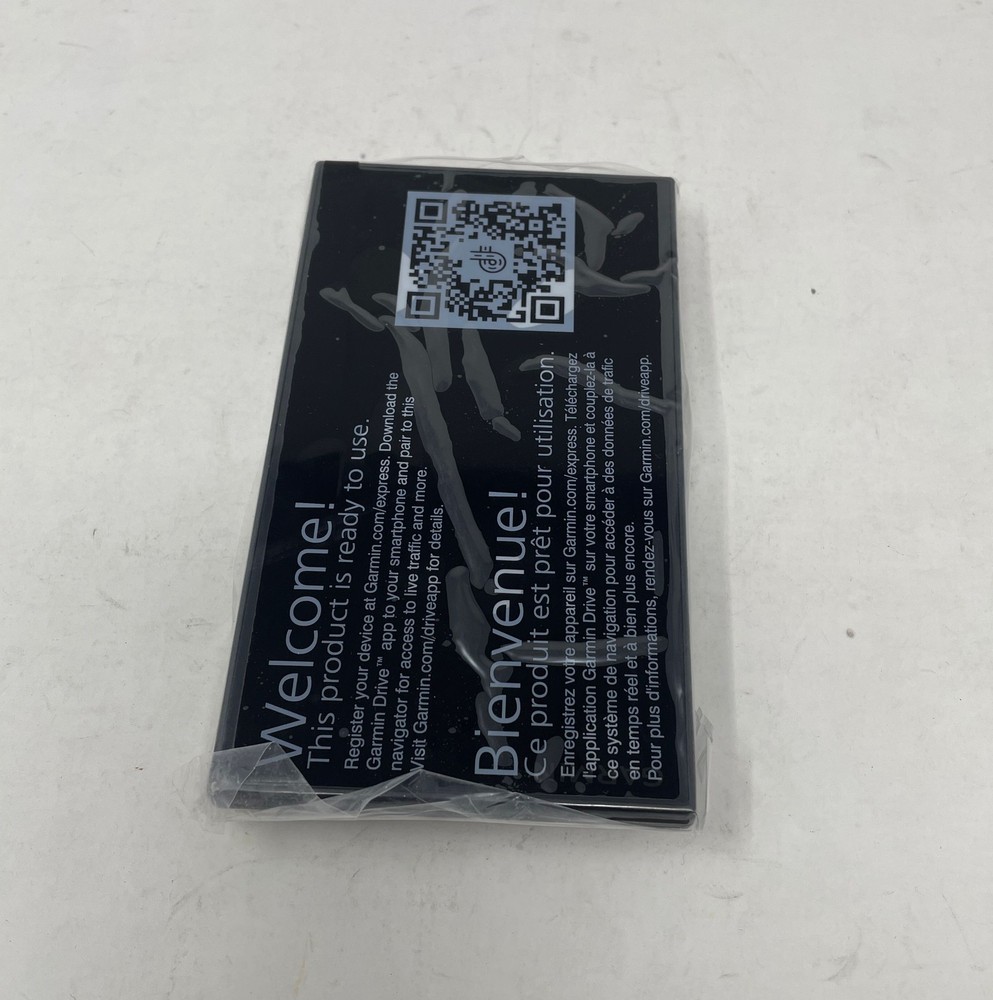 Welcome!
This product is ready to use.
Register your device at Garmin.com/express. Download the
Garmin Drive™ app to your smartphone and pair to this
navigator for access to live traffic and more.
Visit Garmin.com/driveapp for details.
Bienvenue!
Ce produit est prêt pour utilisation.
Enregistrez votre appareil sur Garmin.com/express. Téléchargez
l'application Garmin Drive™ sur votre smartphone et couplez-la à
ce système de navigation pour accéder à des données de trafic
en temps réel et à bien plus encore.
Pour plus d'informations, rendez-vous sur Garmin.com/driveapp.